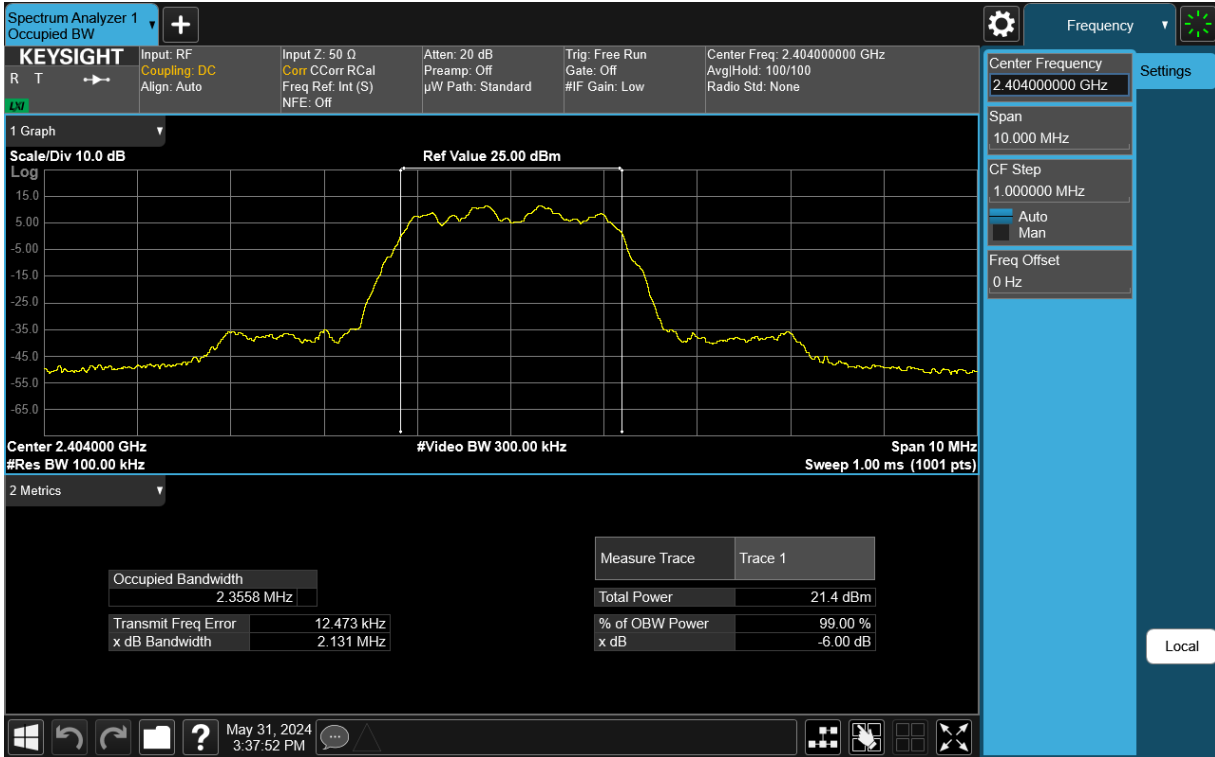 Spectrum Analyzer 1
Occupied BW
Frequency
KEYSIGHT
R T
LXI
Input: RF
Coupling: DC
Align: Auto
Input Z: 50 Ω
Corr CCorr RCal
Freq Ref: Int (S)
NFE: Off
Atten: 20 dB
Preamp: Off
µW Path: Standard
Trig: Free Run
Gate: Off
#IF Gain: Low
Center Freq: 2.404000000 GHz
Avg|Hold: 100/100
Radio Std: None
Center Frequency
2.404000000 GHz
Settings
Span
10.000 MHz
CF Step
1.000000 MHz
Auto
Man
Freq Offset
0 Hz
Local
1 Graph
Scale/Div 10.0 dB
Ref Value 25.00 dBm
Log
15.0
5.00
-5.00
-15.0
-25.0
-35.0
-45.0
-55.0
-65.0
Center 2.404000 GHz
#Video BW 300.00 kHz
Span 10 MHz
#Res BW 100.00 kHz
Sweep 1.00 ms (1001 pts)
2 Metrics
Measure Trace Trace 1
Occupied Bandwidth
2.3558 MHz
Total Power 21.4 dBm
Transmit Freq Error 12.473 kHz
% of OBW Power 99.00 %
x dB Bandwidth 2.131 MHz
x dB -6.00 dB
May 31, 2024
3:37:52 PM